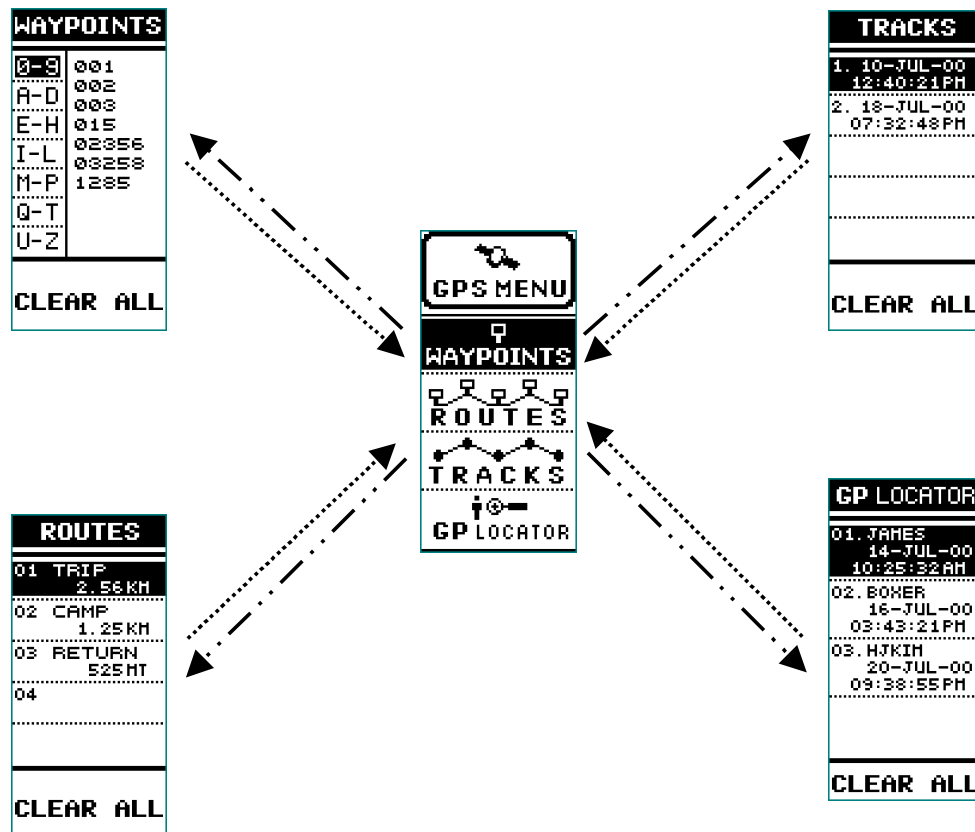 WAYPOINTS
0-9
A-D
E-H
I-L
M-P
Q-T
U-Z
001
002
003
015
02356
03258
1285
CLEAR ALL
TRACKS
1. 10-JUL-00
12:40:21PM
2. 18-JUL-00
07:32:48PM
CLEAR ALL
GPS MENU
WAYPOINTS
ROUTES
TRACKS
GP LOCATOR
ROUTES
01 TRIP
2.56KM
02 CAMP
1.25KM
03 RETURN
525MT
04
CLEAR ALL
GP LOCATOR
01.JAMES
14-JUL-00
10:25:32AM
02.BOXER
16-JUL-00
03:43:21PM
03.HJKIM
20-JUL-00
09:38:55PM
CLEAR ALL